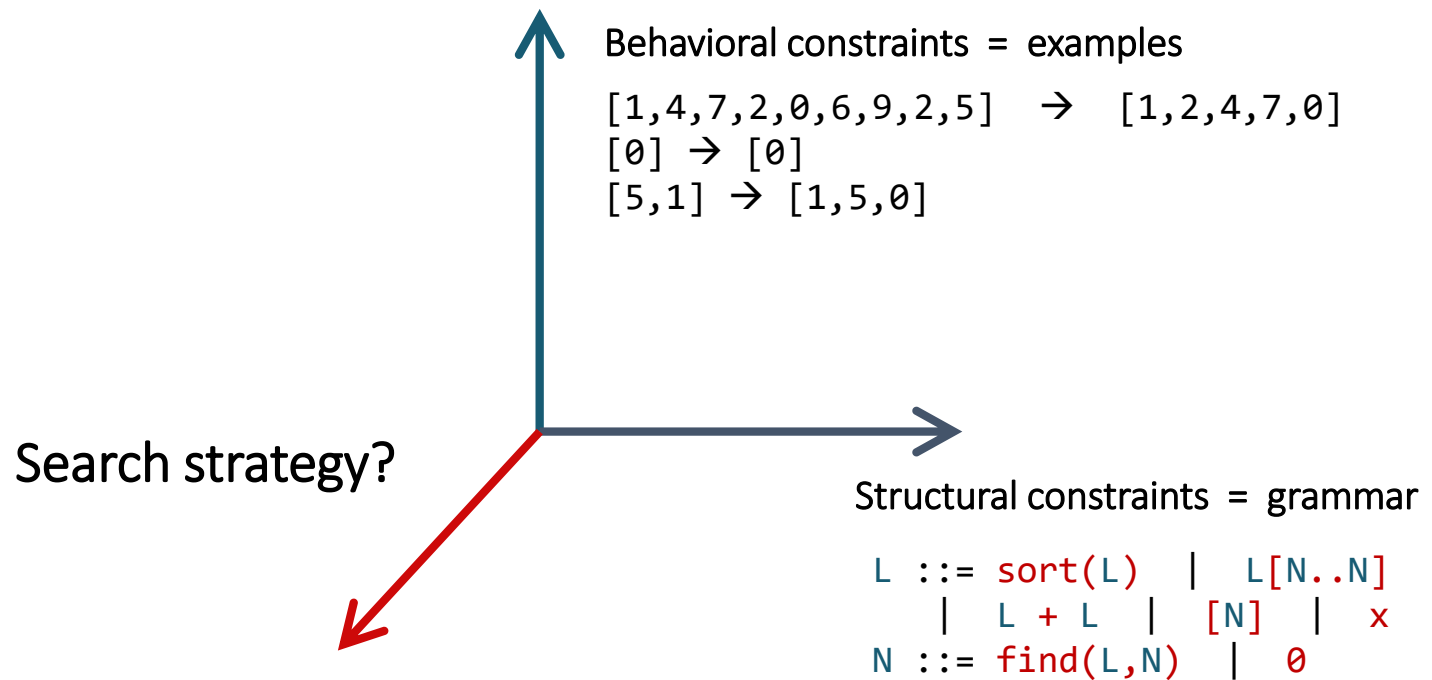 Behavioral constraints = examples
[1,4,7,2,0,6,9,2,5] → [1,2,4,7,0]
[0] → [0]
[5,1] → [1,5,0]
Search strategy?
Structural constraints = grammar
L ::= sort(L) | L[N..N]
| L + L | [N] | x
N ::= find(L,N) | 0